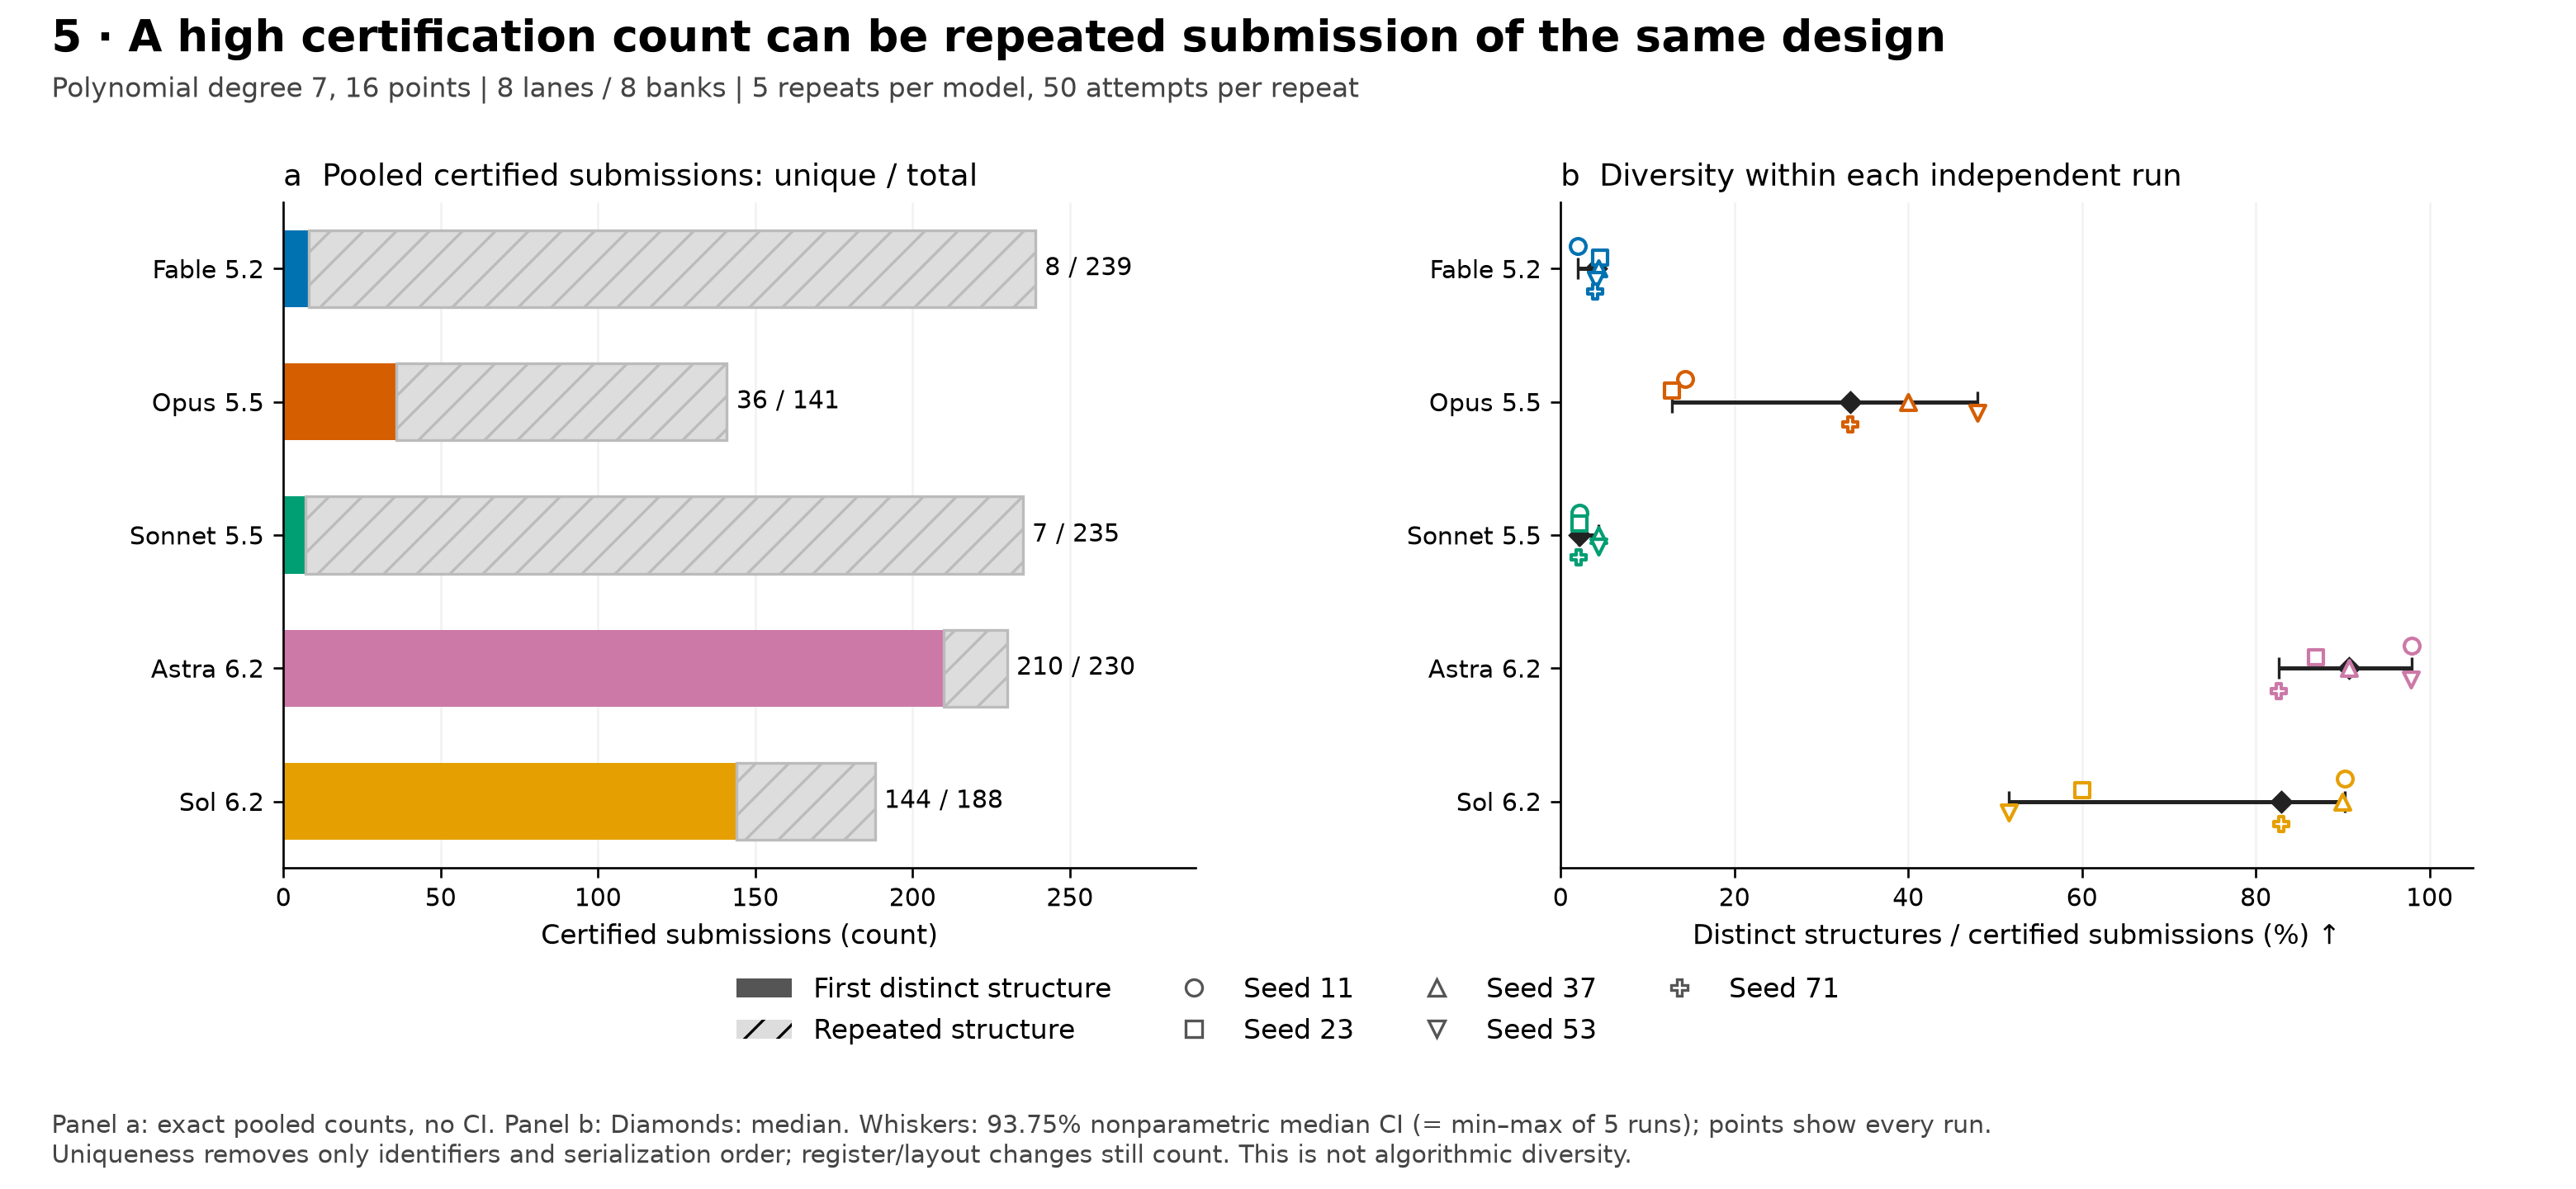 5 · A high certification count can be repeated submission of the same design
Polynomial degree 7, 16 points | 8 lanes / 8 banks | 5 repeats per model, 50 attempts per repeat
a Pooled certified submissions: unique / total
Fable 5.2
8 / 239
Opus 5.5
36 / 141
Sonnet 5.5
7 / 235
Astra 6.2
210 / 230
Sol 6.2
144 / 188
0 50 100 150 200 250
Certified submissions (count)
b Diversity within each independent run
Fable 5.2
Opus 5.5
Sonnet 5.5
Astra 6.2
Sol 6.2
0 20 40 60 80 100
Distinct structures / certified submissions (%) ↑
First distinct structure Seed 11 Seed 37 Seed 71
Repeated structure Seed 23 Seed 53
Panel a: exact pooled counts, no CI. Panel b: Diamonds: median. Whiskers: 93.75% nonparametric median CI (= min–max of 5 runs); points show every run.
Uniqueness removes only identifiers and serialization order; register/layout changes still count. This is not algorithmic diversity.